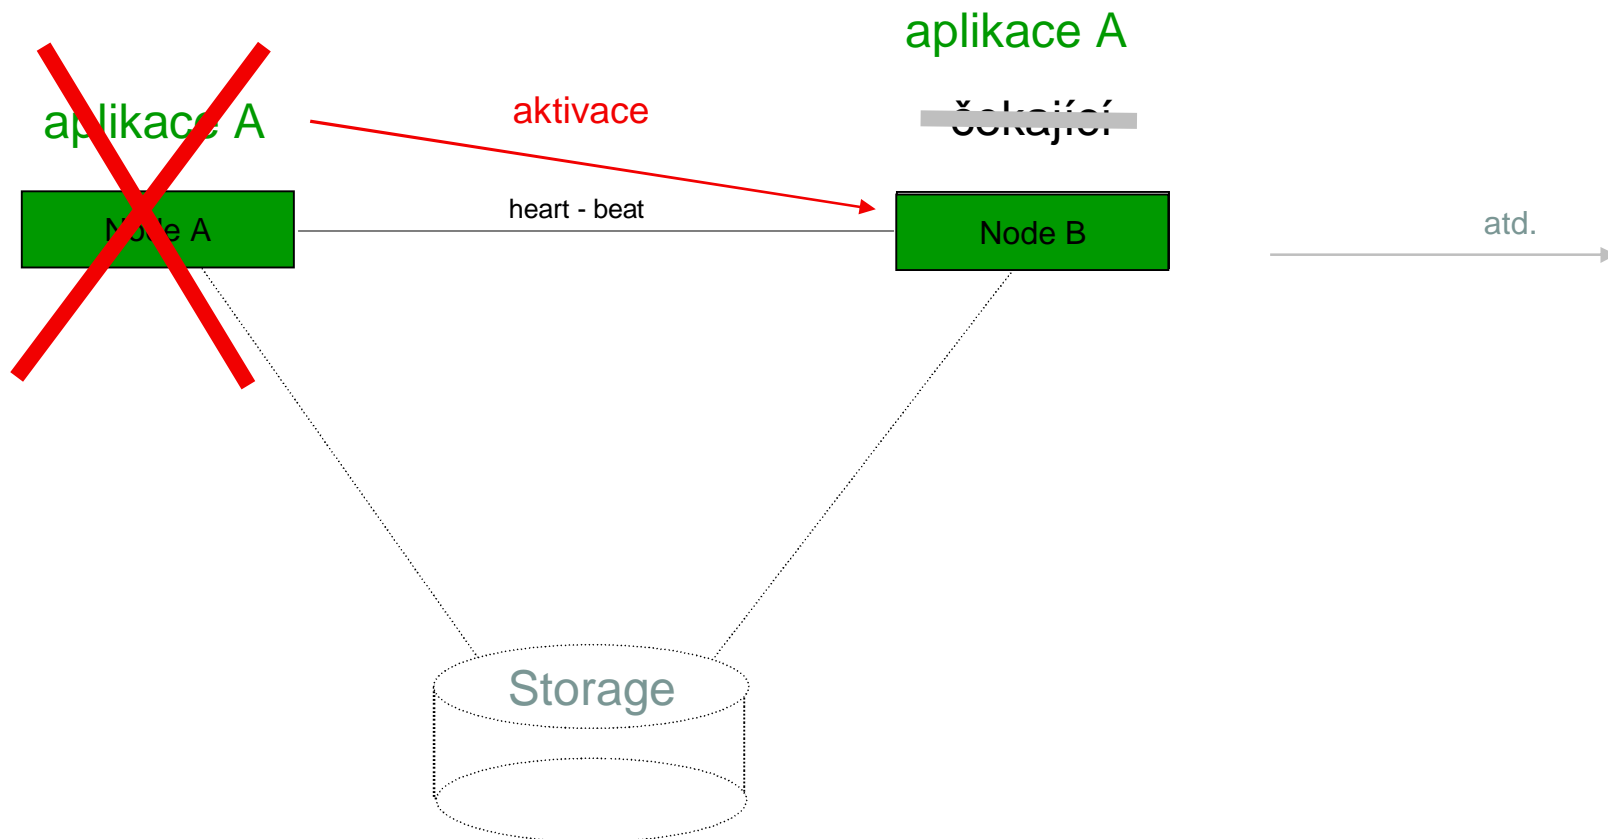 aplikace A
aplikace A
aktivace
čekající
heart - beat
Node A
Node B
atd.
Storage